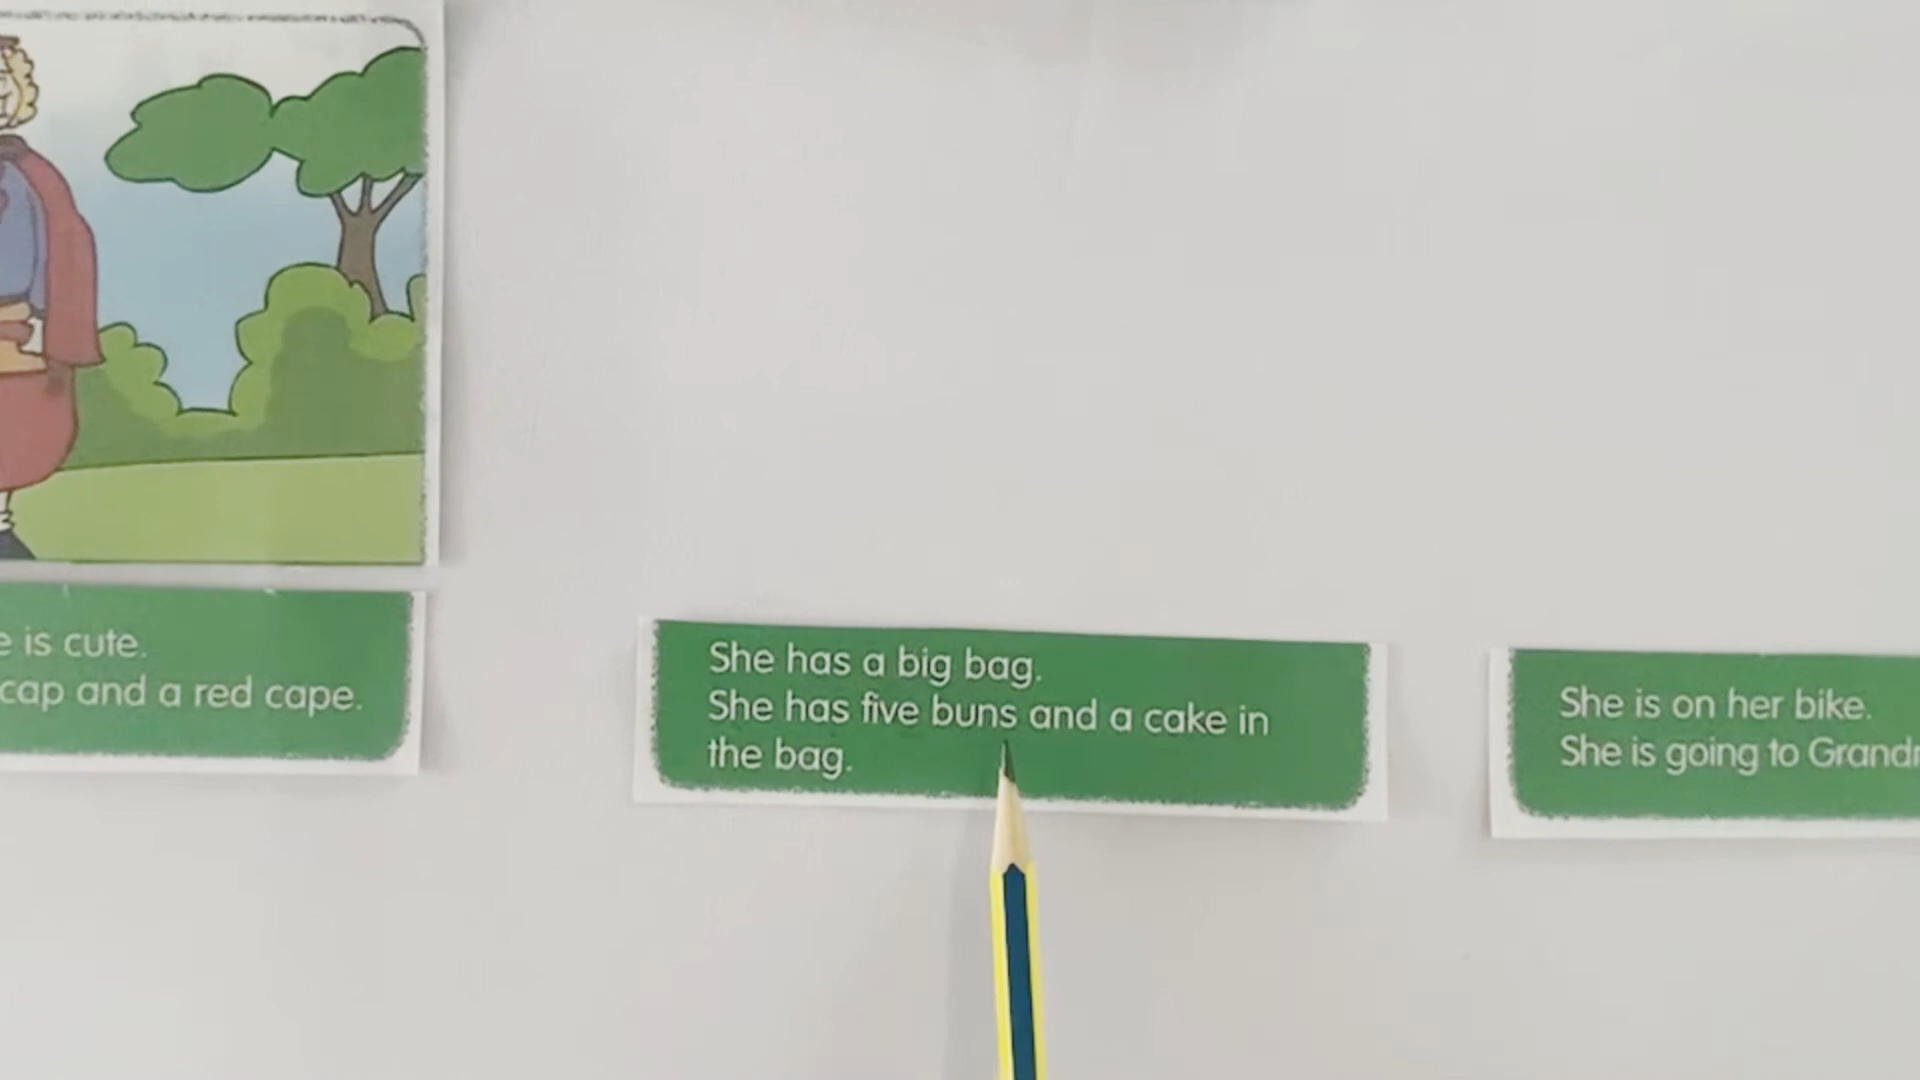 is cute.
cap and a red cape.
She has a big bag.
She has five buns and a cake in
the bag.
She is on her bike.
She is going to